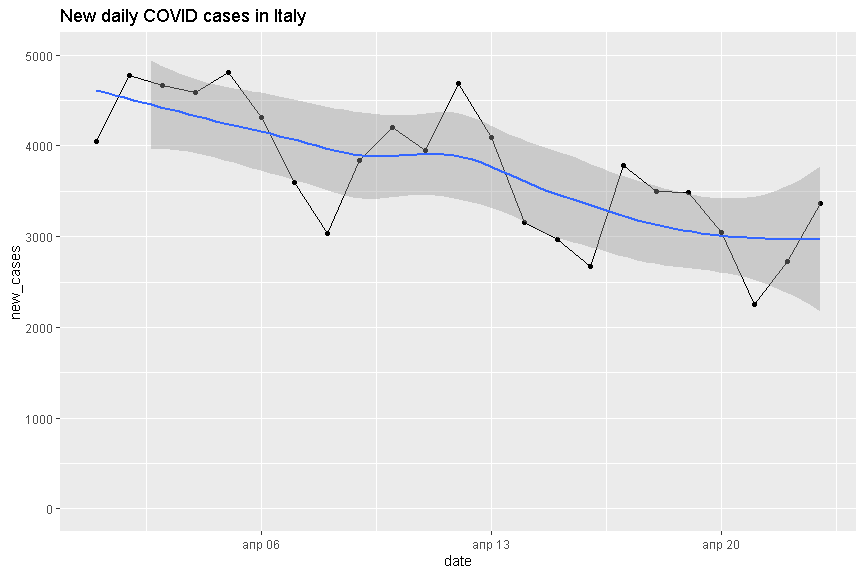 New daily COVID cases in Italy
new_cases
5000
4000
3000
2000
1000
0
апр 06
апр 13
апр 20
date